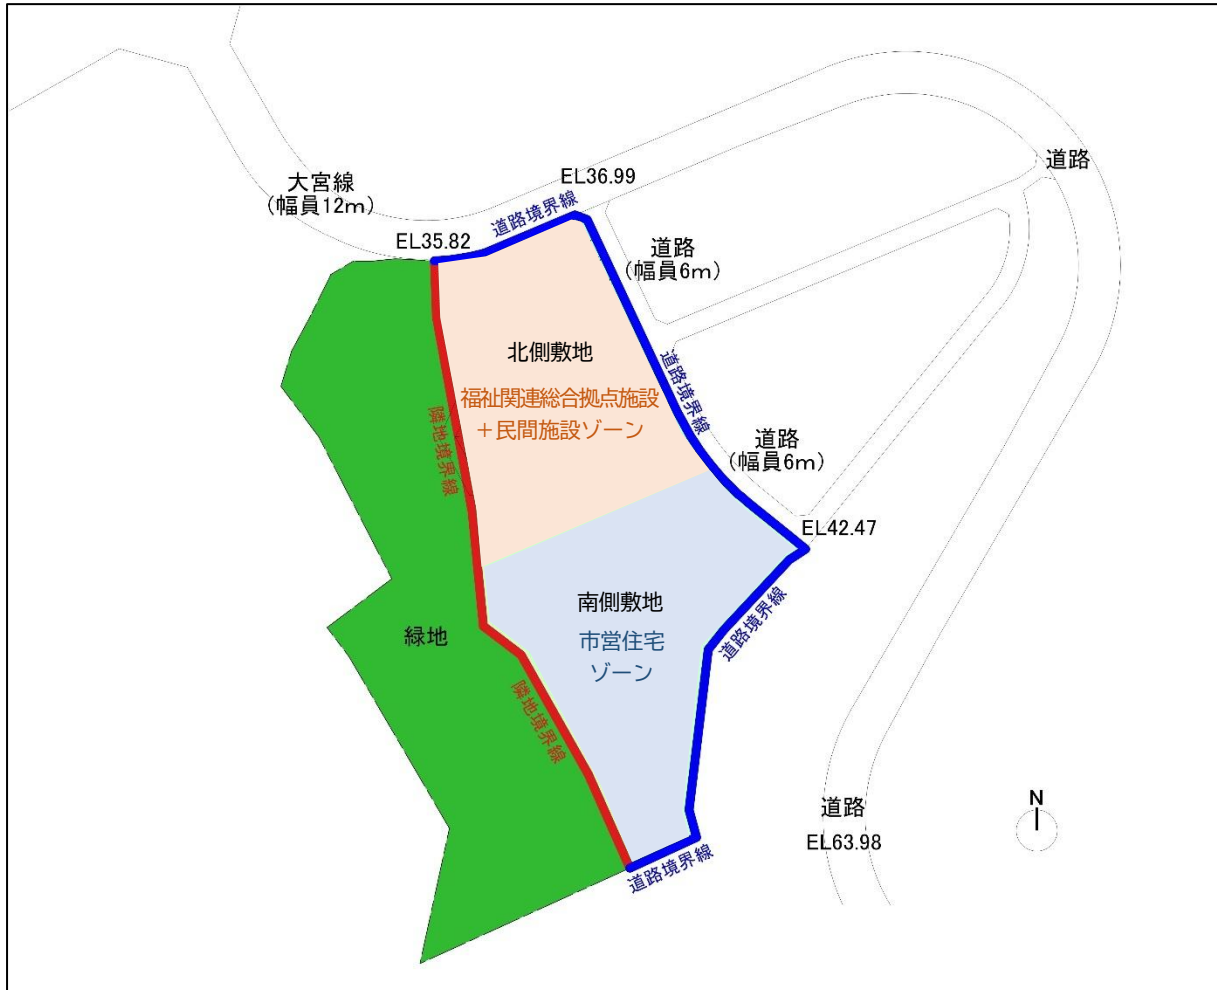 EL36.99
道路
大宮線
（幅員12m）
道路境界線
EL35.82
道路
（幅員6m）
北側敷地
道路境界線
福祉関連総合拠点施設
＋民間施設ゾーン
隣地境界線
道路
（幅員6m）
EL42.47
南側敷地
道路境界線
緑地
市営住宅
ゾーン
隣地境界線
N
道路
EL63.98
道路境界線